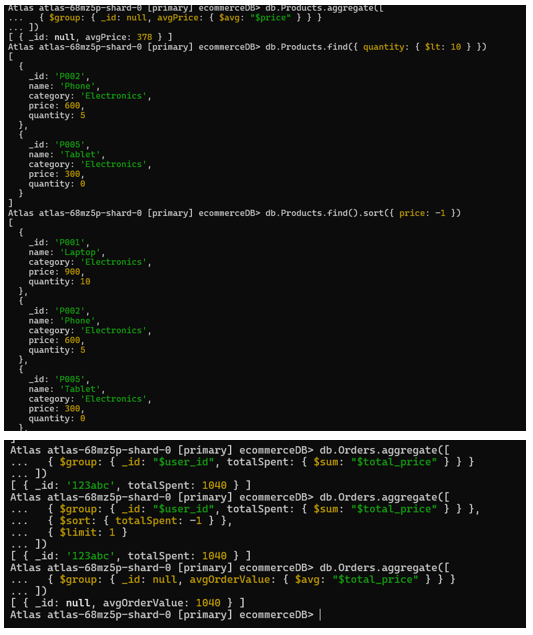 Atlas atlas-68mz5p-shard-0 [primary] ecommerceDB> db.Products.aggregate([
...   { $group: { _id: null, avgPrice: { $avg: "$price" } } }
... ])
[ { _id: null, avgPrice: 378 } ]
Atlas atlas-68mz5p-shard-0 [primary] ecommerceDB> db.Products.find({ quantity: { $lt: 10 } })
[
  {
    _id: 'P002',
    name: 'Phone',
    category: 'Electronics',
    price: 600,
    quantity: 5
  },
  {
    _id: 'P005',
    name: 'Tablet',
    category: 'Electronics',
    price: 300,
    quantity: 0
  }
]
Atlas atlas-68mz5p-shard-0 [primary] ecommerceDB> db.Products.find().sort({ price: -1 })
[
  {
    _id: 'P001',
    name: 'Laptop',
    category: 'Electronics',
    price: 900,
    quantity: 10
  },
  {
    _id: 'P002',
    name: 'Phone',
    category: 'Electronics',
    price: 600,
    quantity: 5
  },
  {
    _id: 'P005',
    name: 'Tablet',
    category: 'Electronics',
    price: 300,
    quantity: 0
  },
]
Atlas atlas-68mz5p-shard-0 [primary] ecommerceDB> db.Orders.aggregate([
...   { $group: { _id: "$user_id", totalSpent: { $sum: "$total_price" } } }
... ])
[ { _id: '123abc', totalSpent: 1040 } ]
Atlas atlas-68mz5p-shard-0 [primary] ecommerceDB> db.Orders.aggregate([
...   { $group: { _id: "$user_id", totalSpent: { $sum: "$total_price" } } },
...   { $sort: { totalSpent: -1 } },
...   { $limit: 1 }
... ])
[ { _id: '123abc', totalSpent: 1040 } ]
Atlas atlas-68mz5p-shard-0 [primary] ecommerceDB> db.Orders.aggregate([
...   { $group: { _id: null, avgOrderValue: { $avg: "$total_price" } } }
... ])
[ { _id: null, avgOrderValue: 1040 } ]
Atlas atlas-68mz5p-shard-0 [primary] ecommerceDB>